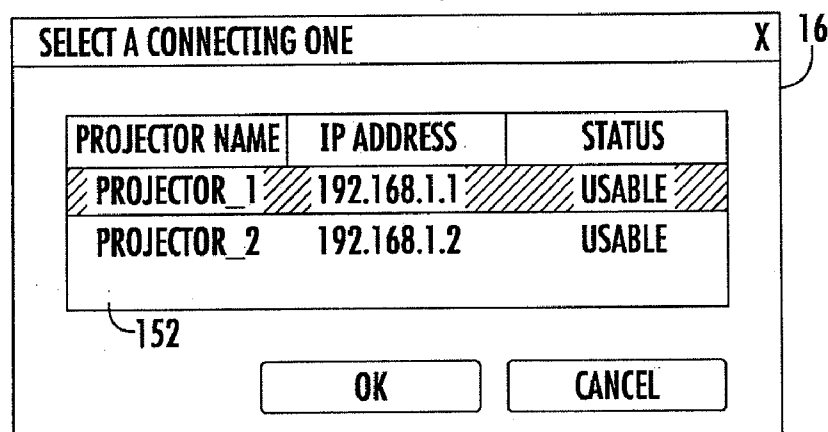 SELECT A CONNECTING ONE X 16
PROJECTOR NAME IP ADDRESS STATUS
PROJECTOR_1 192.168.1.1 USABLE
PROJECTOR_2 192.168.1.2 USABLE
152
OK CANCEL